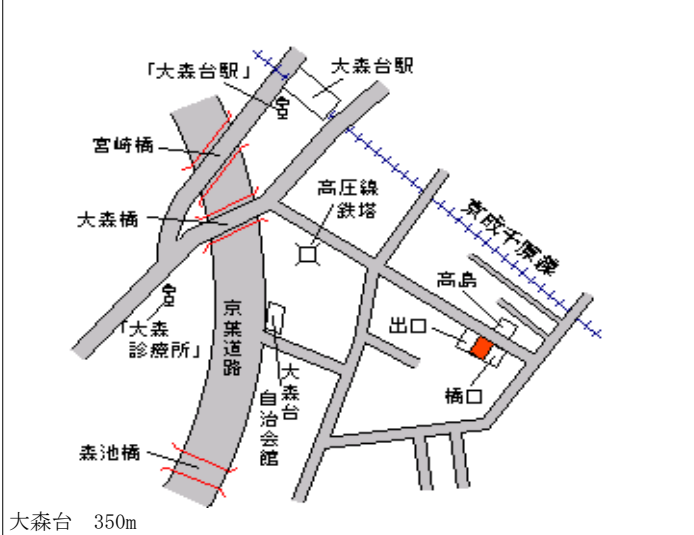 「大森台駅」
大森台駅
宮崎橋
大森橋
高圧線
鉄塔
京成千原線
高島
出口
橋口
「大森
診療所」
京葉道路
大森台
自治会館
森池橋
大森台 350m